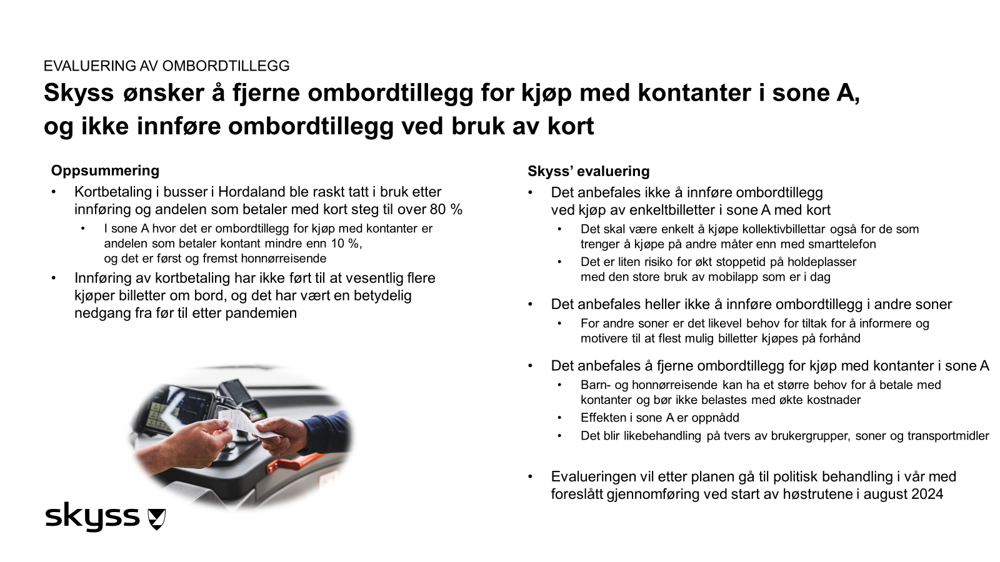 EVALUERING AV OMBORDTILLEGG
Skyss ønsker å fjerne ombordtillegg for kjøp med kontanter i sone A,
og ikke innføre ombordtillegg ved bruk av kort
Oppsummering
• Kortbetaling i busser i Hordaland ble raskt tatt i bruk etter
innføring og andelen som betaler med kort steg til over 80 %
• I sone A hvor det er ombordtillegg for kjøp med kontanter er
andelen som betaler kontant mindre enn 10 %,
og det er først og fremst honnørreisende
• Innføring av kortbetaling har ikke ført til at vesentlig flere
kjøper billetter om bord, og det har vært en betydelig
nedgang fra før til etter pandemien
Skyss’ evaluering
• Det anbefales ikke å innføre ombordtillegg
ved kjøp av enkeltbilletter i sone A med kort
• Det skal være enkelt å kjøpe kollektivbillettar også for de som
trenger å kjøpe på andre måter enn med smarttelefon
• Det er liten risiko for økt stoppetid på holdeplasser
med den store bruk av mobilapp som er i dag
• Det anbefales heller ikke å innføre ombordtillegg i andre soner
• For andre soner er det likevel behov for tiltak for å informere og
motivere til at flest mulig billetter kjøpes på forhånd
• Det anbefales å fjerne ombordtillegg for kjøp med kontanter i sone A
• Barn- og honnørreisende kan ha et større behov for å betale med
kontanter og bør ikke belastes med økte kostnader
• Effekten i sone A er oppnådd
• Det blir likebehandling på tvers av brukergrupper, soner og transportmidler
• Evalueringen vil etter planen gå til politisk behandling i vår med
foreslått gjennomføring ved start av høstrutene i august 2024
skyss